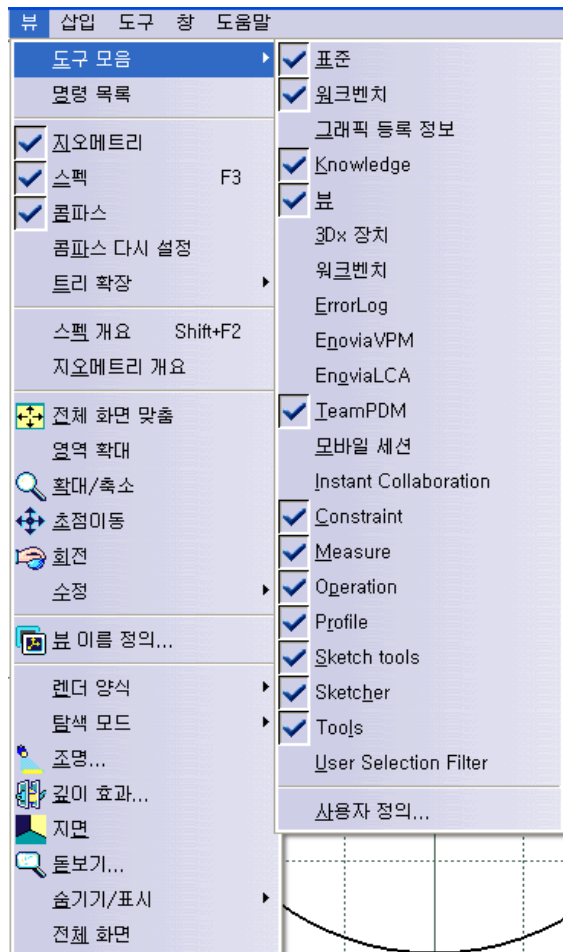 뷰 삽입 도구 창 도움말
도구 모음
명령 목록
지오메트리
스펙 F3
콤파스
콤파스 다시 설정
트리 확장
스펙 개요 Shift+F2
지오메트리 개요
전체 화면 맞춤
영역 확대
확대/축소
초점이동
회전
수정
뷰 이름 정의...
렌더 양식
탐색 모드
조명...
깊이 효과...
지면
돋보기...
숨기기/표시
전체 화면
표준
워크벤치
그래픽 등록 정보
Knowledge
뷰
3Dx 장치
워크벤치
ErrorLog
EnoviaVPM
EnoviaLCA
TeamPDM
모바일 세션
Instant Collaboration
Constraint
Measure
Operation
Profile
Sketch tools
Sketcher
Tools
User Selection Filter
사용자 정의...